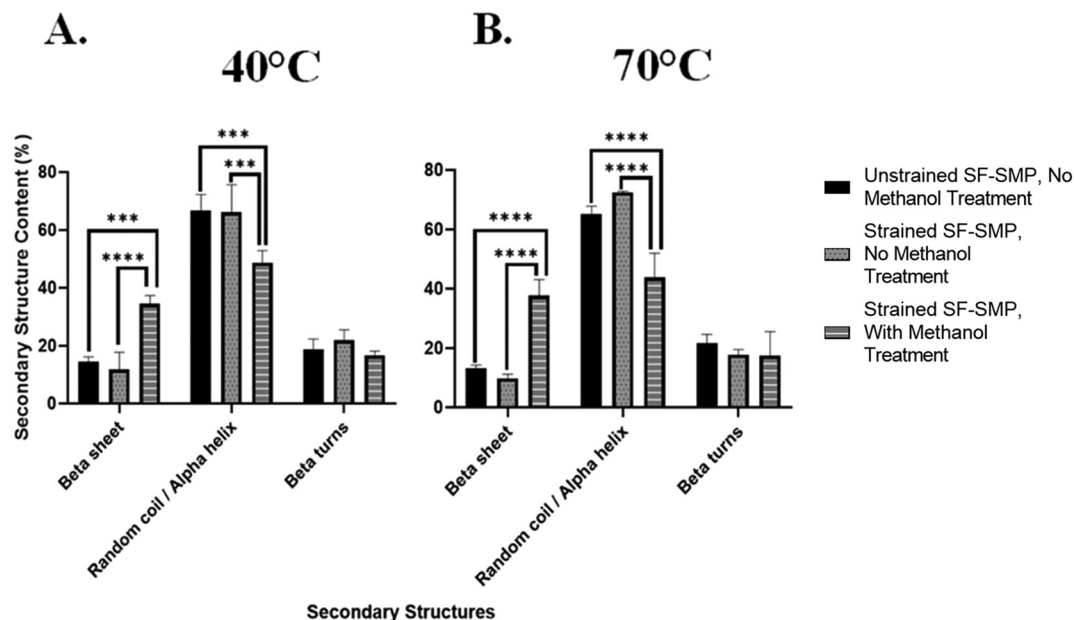 A.
40°C
Secondary Structure Content (%)
80
60
40
20
0
***
****
***
***
Beta sheet
Random coil / Alpha helix
Beta turns
B.
70°C
80
60
40
20
0
****
****
****
****
Beta sheet
Random coil / Alpha helix
Beta turns
Unstrained SF-SMP, No
Methanol Treatment
Strained SF-SMP,
No Methanol
Treatment
Strained SF-SMP,
With Methanol
Treatment
Secondary Structures